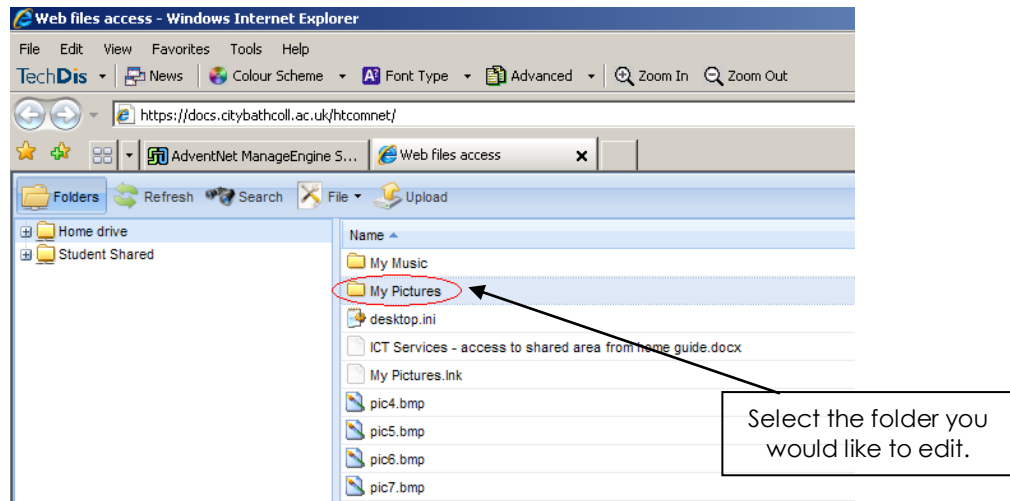 Web files access - Windows Internet Explorer
File Edit View Favorites Tools Help
TechDis News Colour Scheme Font Type Advanced Zoom In Zoom Out
https://docs.citybathcoll.ac.uk/htcomnet/
AdventNet ManageEngine S... Web files access
Folders Refresh Search File Upload
Home drive
Student Shared
Name
My Music
My Pictures
desktop.ini
ICT Services - access to shared area from home guide.docx
My Pictures.lnk
pic4.bmp
pic5.bmp
pic6.bmp
pic7.bmp
Select the folder you
would like to edit.